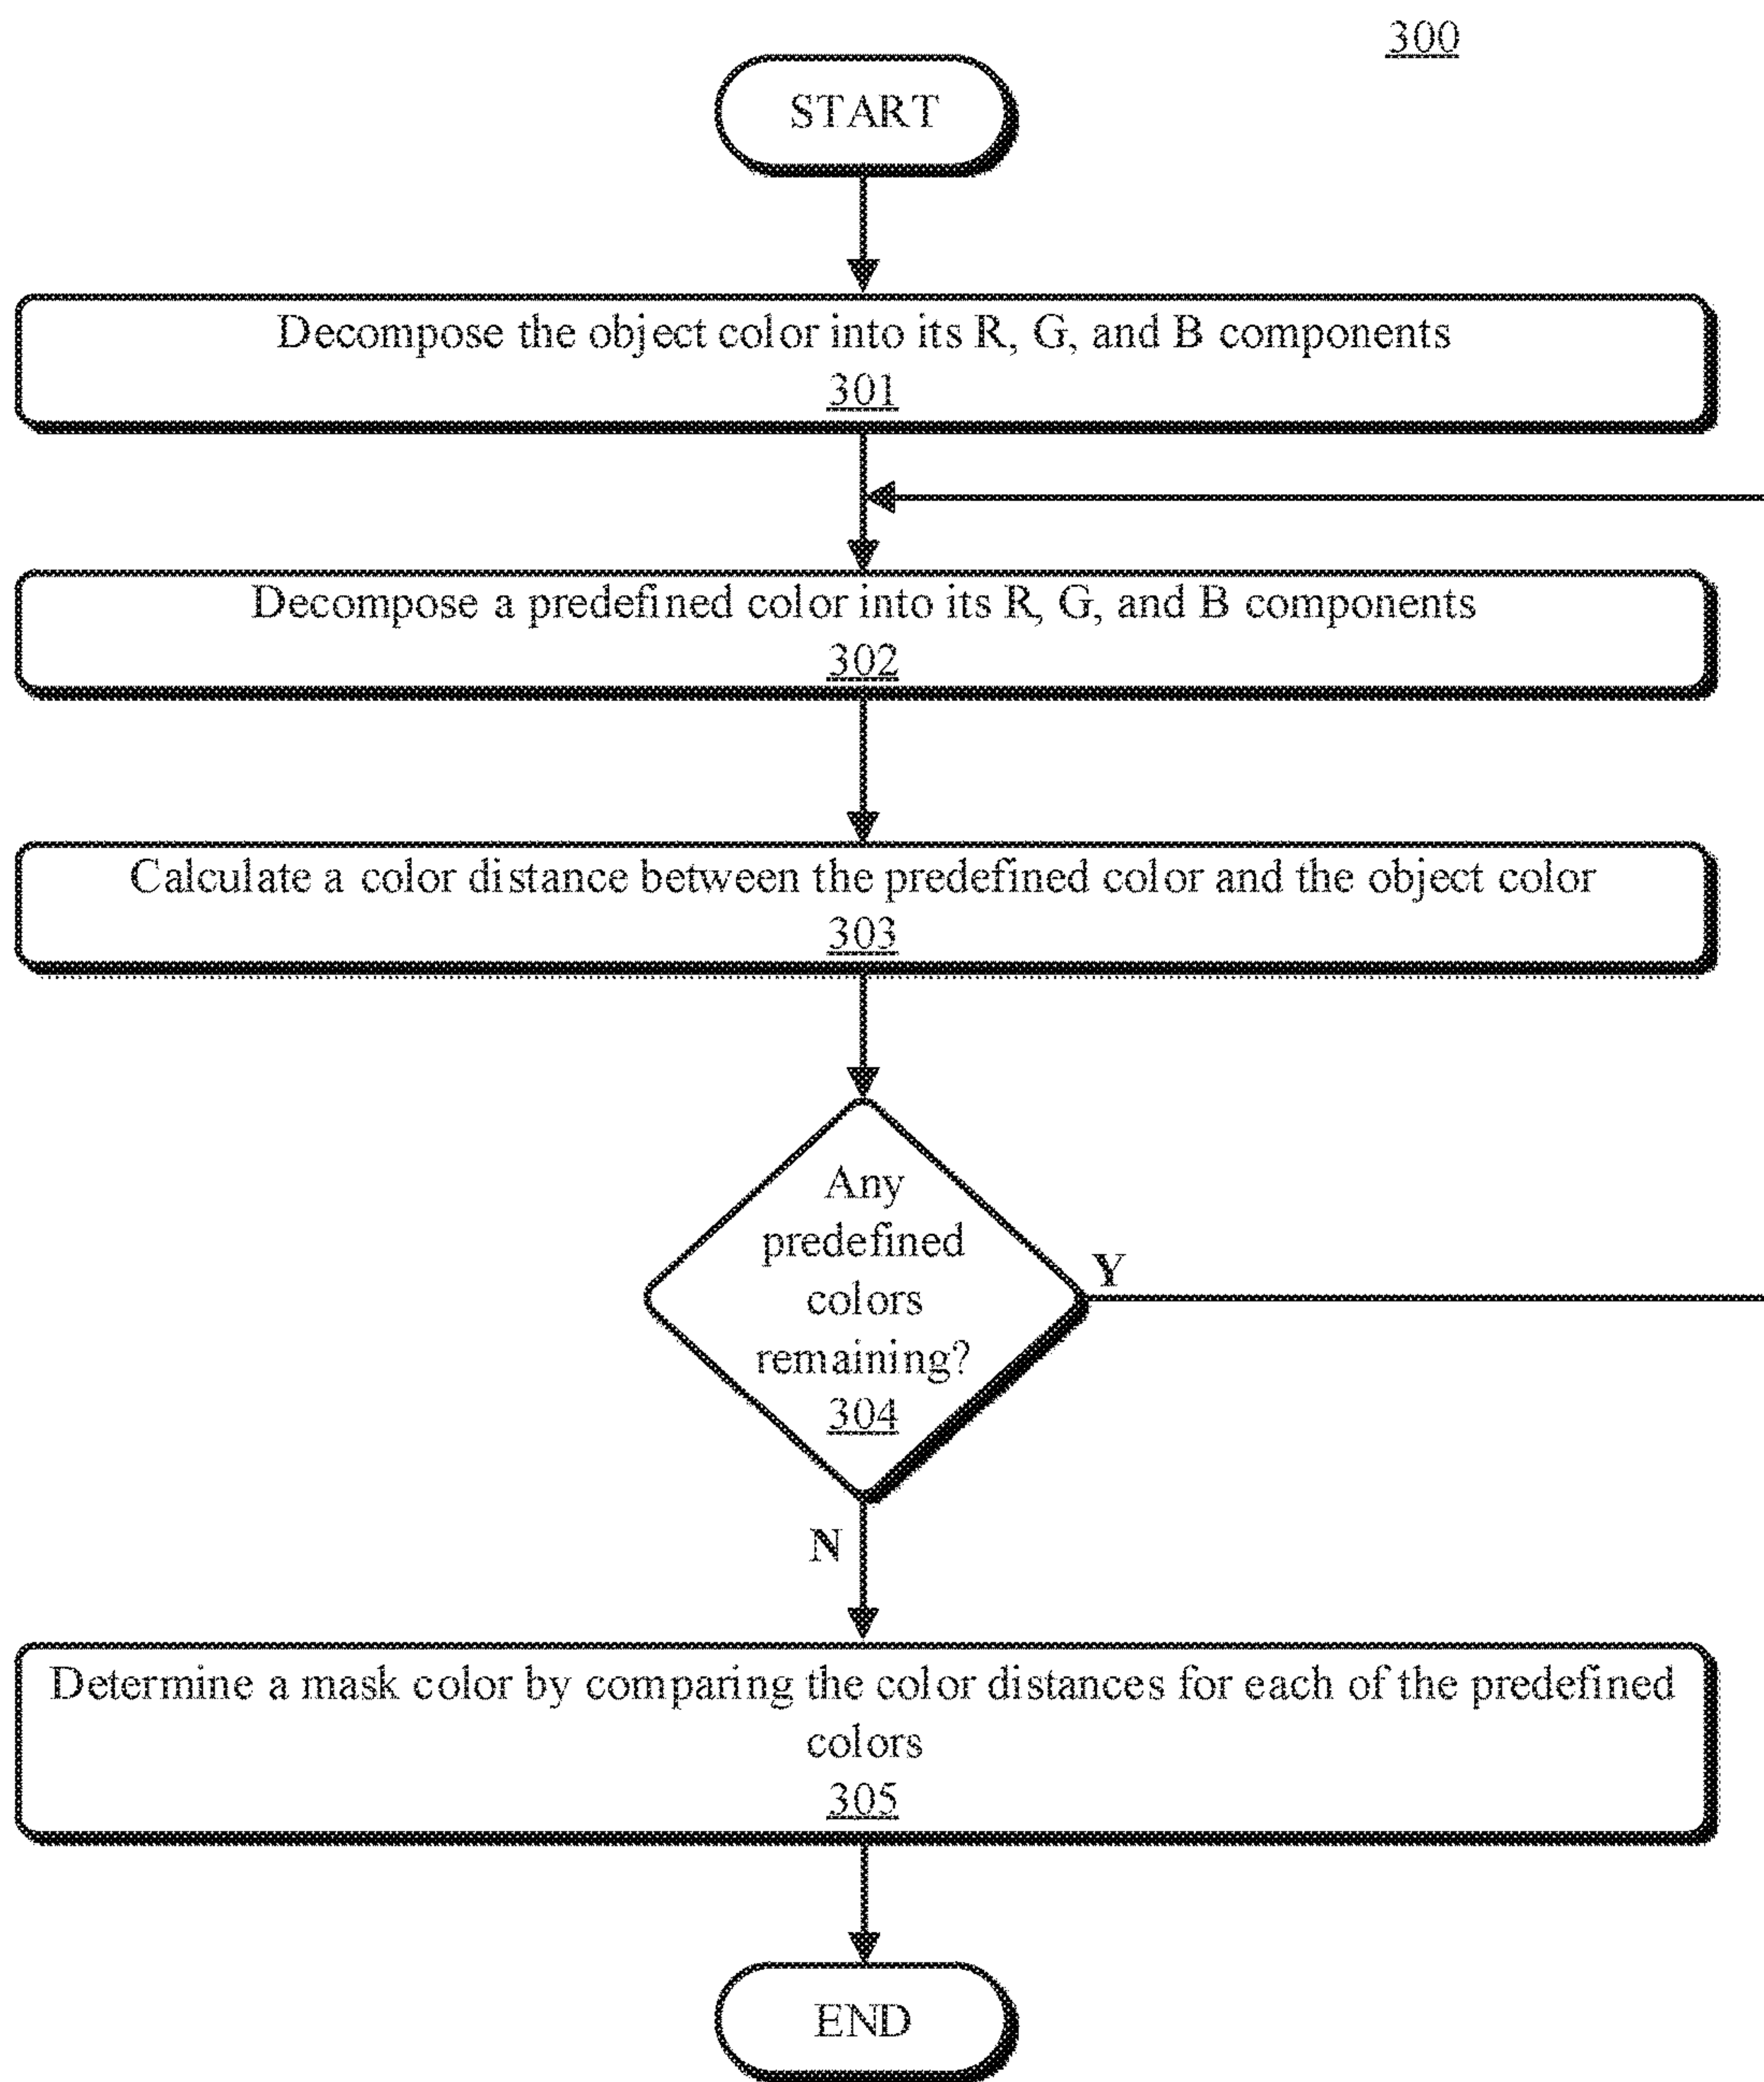 300
START
Decompose the object color into its R, G, and B components
301
Decompose a predefined color into its R, G, and B components
302
Calculate a color distance between the predefined color and the object color
303
Any
predefined
colors
remaining?
304
Y
N
Determine a mask color by comparing the color distances for each of the predefined
colors
305
END